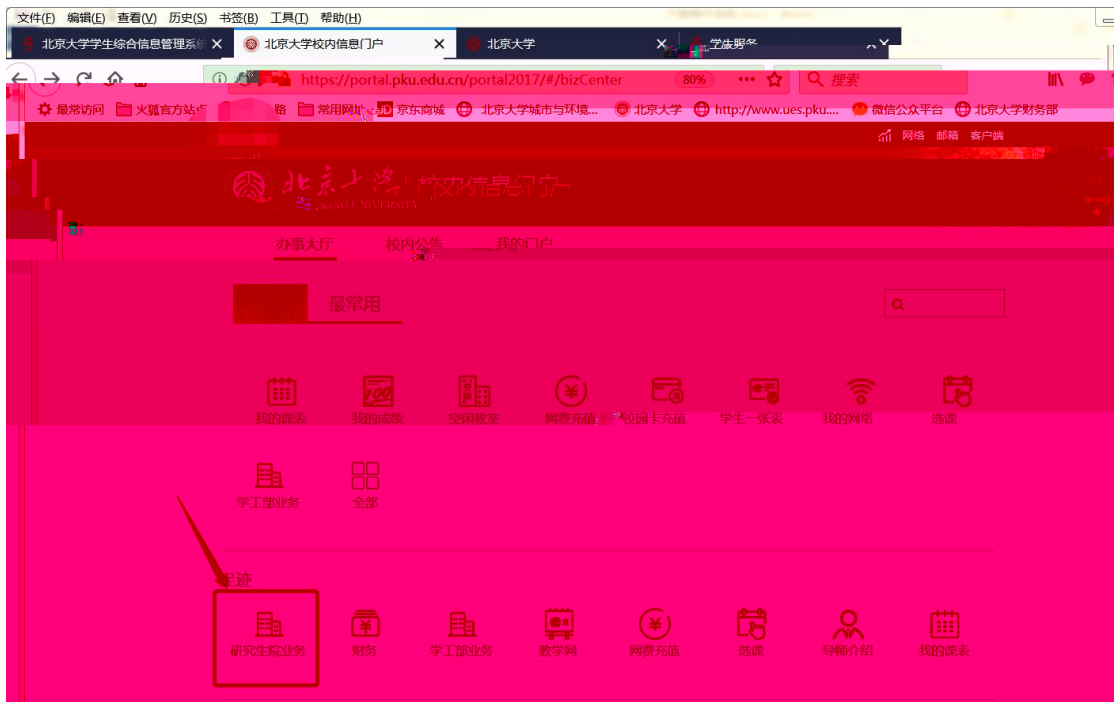 文件(F) 编辑(E) 查看(V) 历史(S) 书签(B) 工具(T) 帮助(H)
北京大学学生综合信息管理系统 北京大学校内信息门户 北京大学
https://portal.pku.edu.cn/portal2017/#/bizCenter 80% 搜索
最常访问 火狐官方站点 常用网址 JD 京东商城 北京大学城市与环境... 北京大学 http://www.ues.pku.... 微信公众平台 北京大学财务部
网络 邮箱 客户端
北京大学 校内信息门户
办事大厅 校内公告 我的门户
最常用
我的课表 我的成绩 空闲教室 网费充值 校园卡充值 学生一张表 我的网络 选课
学工部业务 全部
足迹
研究生院业务 财务 学工部业务 教学网 网费充值 选课 导师介绍 我的课表